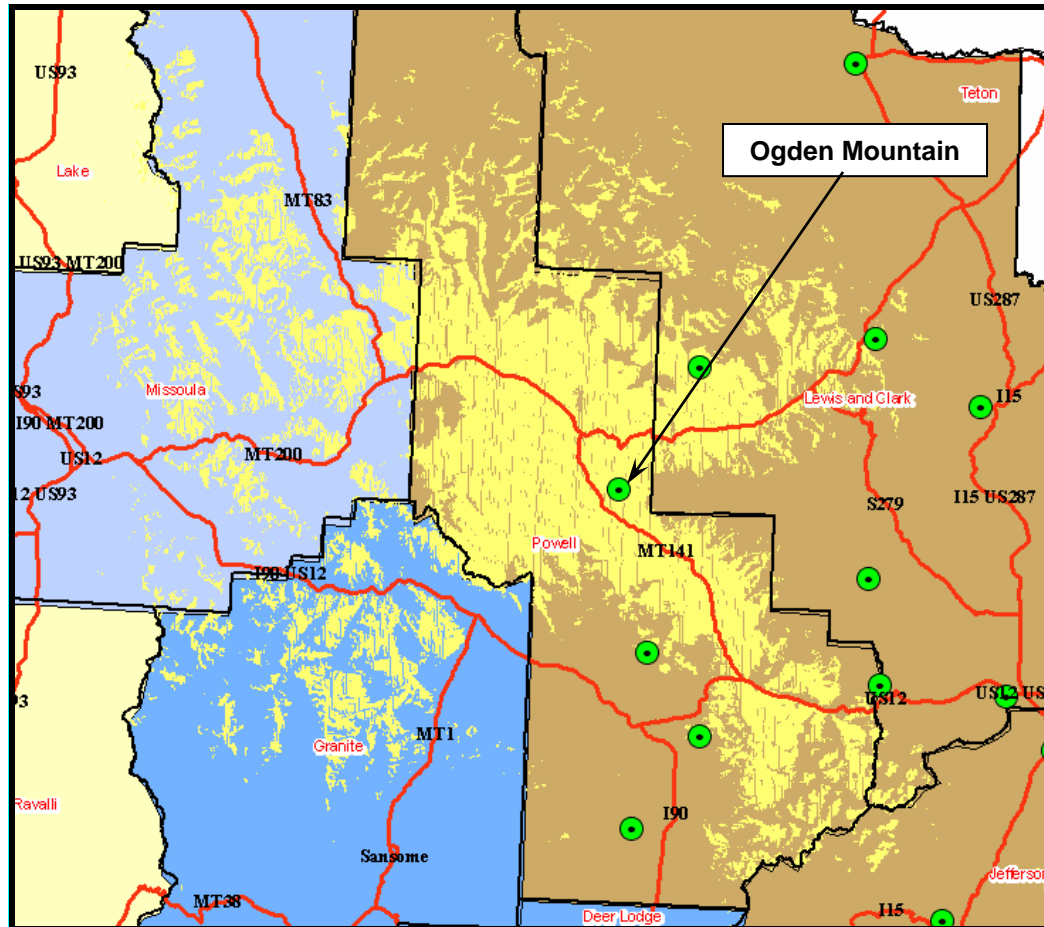 US93
Teton
Ogden Mountain
Lake
MT83
US93 MT200
US287
Missoula
Lewis and Clark
I15
I90 MT200
MT200
US12
US93
I15 US287
S279
Powell
MT141
I90 US12
US12
US12
MT1
Granite
Ravalli
I90
Sansome
Jefferson
MT38
I15
Deer Lodge